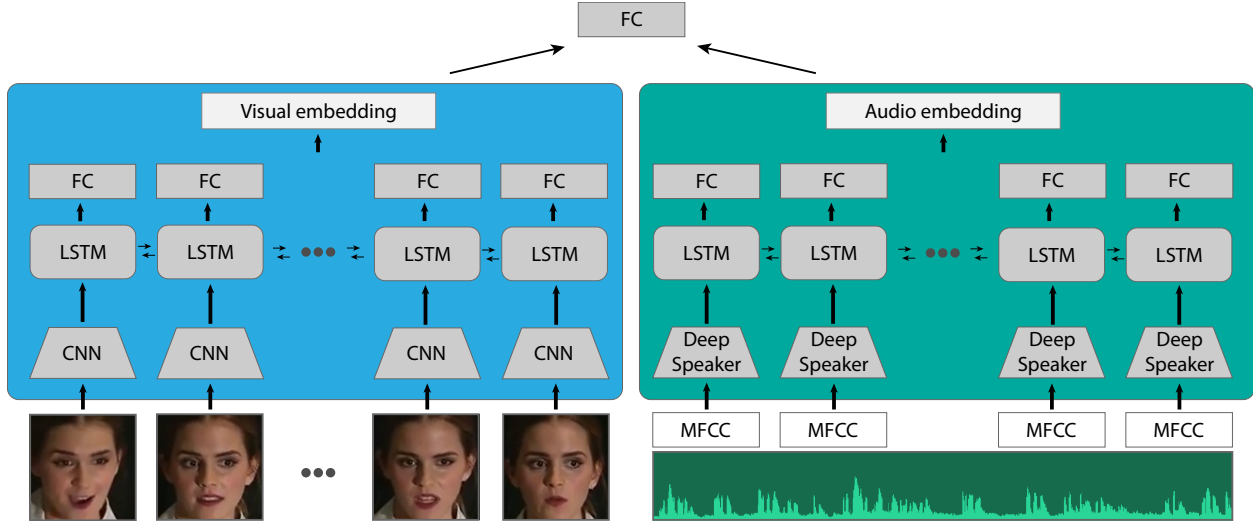 FC
Visual embedding
Audio embedding
FC FC FC FC FC FC FC FC
LSTM LSTM LSTM LSTM LSTM LSTM LSTM LSTM
CNN CNN CNN CNN
Deep Deep Deep Deep
Speaker Speaker Speaker Speaker
MFCC MFCC MFCC MFCC